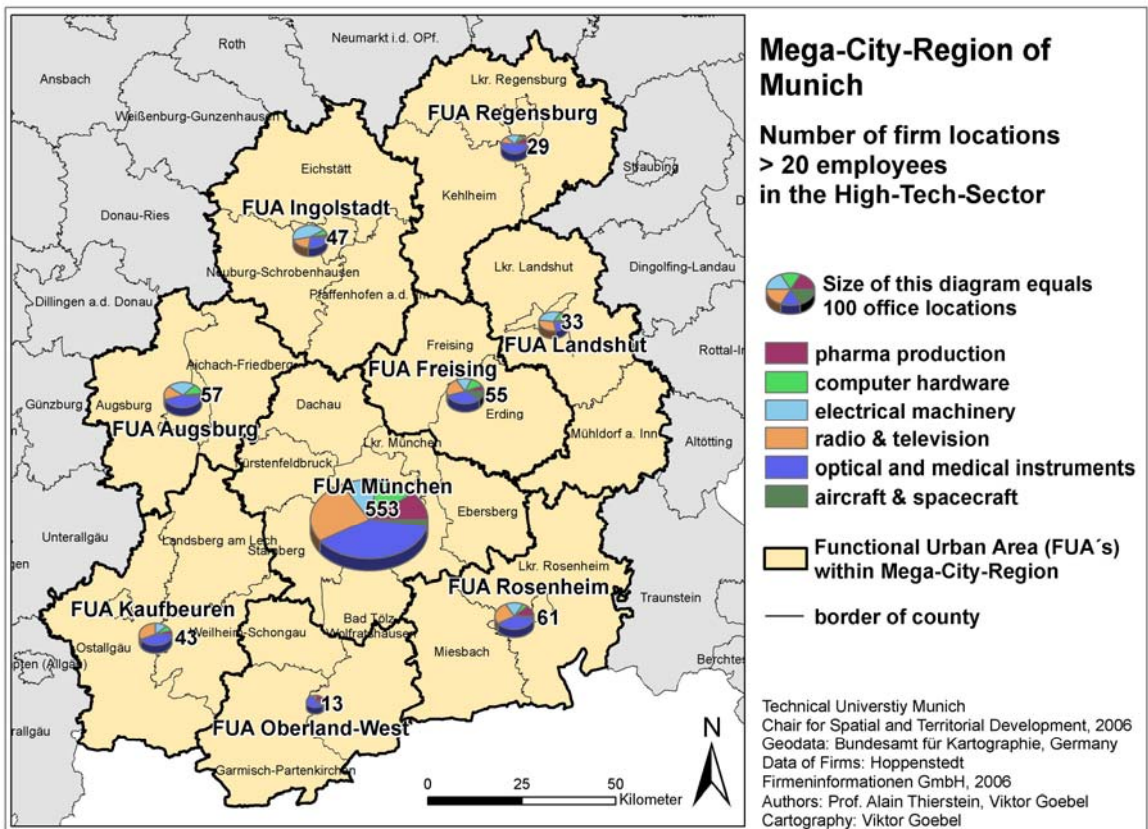 Roth
Neumarkt i.d. OPf.
Ansbach
Lkr. Regensburg
Weißenburg-Gunzenhausen
FUA Regensburg
29
Straubing
Eichstätt
Kehlheim
Donau-Ries
FUA Ingolstadt
47
Lkr. Landshut
Dingolfing-Landau
Neuburg-Schrobenhausen
Pfaffenhofen a.d. Ilm
Dillingen a.d. Donau
33
FUA Landshut
Freising
Rottal-In
Aichach-Friedberg
FUA Freising
57
55
Günzburg
Augsburg
Dachau
Erding
FUA Augsburg
Mühldorf a. Inn
Altötting
Lkr. München
Fürstenfeldbruck
FUA München
553
Ebersberg
Unterallgäu
Landsberg am Lech
Starnberg
Lkr. Rosenheim
FUA Rosenheim
Traunstein
FUA Kaufbeuren
Bad Tölz-
Wolfratshausen
61
43
Weilheim-Schongau
Ostallgäu
Miesbach
pten (Allgäu)
Berchtes
13
FUA Oberland-West
rallgäu
Garmisch-Partenkirchen
N
0 25 50
Kilometer
Mega-City-Region of
Munich
Number of firm locations
> 20 employees
in the High-Tech-Sector
Size of this diagram equals
100 office locations
pharma production
computer hardware
electrical machinery
radio & television
optical and medical instruments
aircraft & spacecraft
Functional Urban Area (FUA´s)
within Mega-City-Region
border of county
Technical Universtiy Munich
Chair for Spatial and Territorial Development, 2006
Geodata: Bundesamt für Kartographie, Germany
Data of Firms: Hoppenstedt
Firmeninformationen GmbH, 2006
Authors: Prof. Alain Thierstein, Viktor Goebel
Cartography: Viktor Goebel